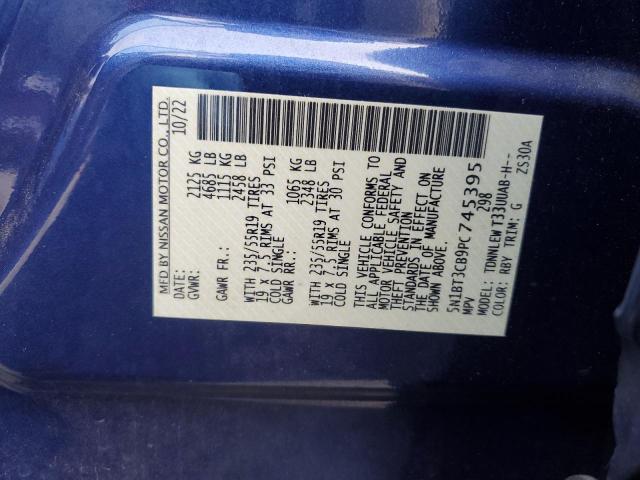 MFD BY NISSAN MOTOR CO., LTD.
DATE: 10/22
GVWR: 2125 KG
4685 LB
GAWR FR: 1115 KG
2458 LB
WITH 235/55R19 TIRES
19 X 7.5 RIMS AT 33 PSI
COLD SINGLE
GAWR RR: 1065 KG
2348 LB
WITH 235/55R19 TIRES
19 X 7.5 RIMS AT 30 PSI
COLD SINGLE
THIS VEHICLE CONFORMS TO
ALL APPLICABLE FEDERAL
MOTOR VEHICLE SAFETY AND
THEFT PREVENTION
STANDARDS IN EFFECT ON
THE DATE OF MANUFACTURE
SHOWN ABOVE.
5N1BT3CB9PC745395
MPV 298
MODEL: TDNNLEW T33UUAB-H--
COLOR: RBY TRIM: G ZS30A